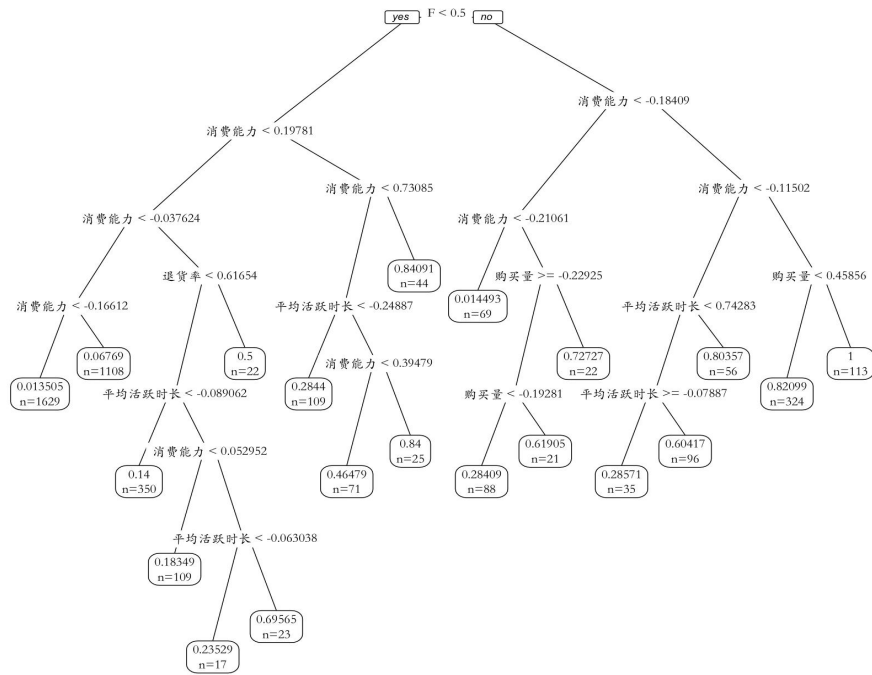 yes F < 0.5 no
消费能力 < -0.18409
消费能力 < 0.19781
消费能力 < 0.73085
消费能力 < -0.11502
消费能力 < -0.037624
消费能力 < -0.21061
退货率 < 0.61654
0.84091
n=44
购买量 >= -0.22925
购买量 < 0.45856
消费能力 < -0.16612
平均活跃时长 < -0.24887
0.014493
n=69
平均活跃时长 < 0.74283
0.06769
n=1108
0.5
n=22
消费能力 < 0.39479
0.72727
n=22
0.80357
n=56
1
n=113
0.013505
n=1629
平均活跃时长 < -0.089062
0.2844
n=109
购买量 < -0.19281
平均活跃时长 >= -0.07887
0.82099
n=324
消费能力 < 0.052952
0.84
n=25
0.61905
n=21
0.60417
n=96
0.14
n=350
0.46479
n=71
0.28409
n=88
0.28571
n=35
平均活跃时长 < -0.063038
0.18349
n=109
0.69565
n=23
0.23529
n=17